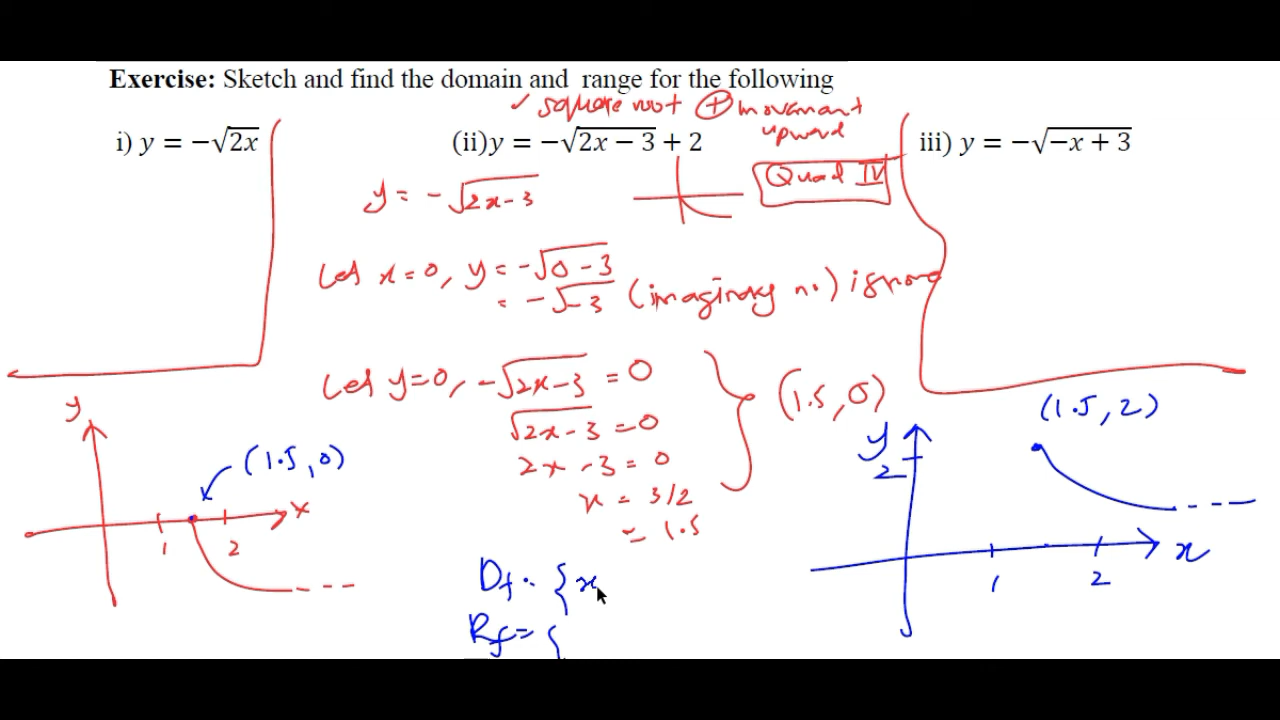 Exercise: Sketch and find the domain and range for the following
✓ square root ⊕ movement
upward
i) y = −√2x
(ii)y = −√2x − 3 + 2
iii) y = −√−x + 3
Quad IV
y = -√2x-3
Let x=0, y = -√0-3
= -√-3 (imaginary no.) ignore
Let y=0, -√2x-3 = 0
√2x-3 = 0
2x-3 = 0
x = 3/2
= 1.5
(1.5, 0)
y
(1.5, 0)
x
1
2
(1.5, 2)
y
2
x
1
2
Df = { x
Rf = {